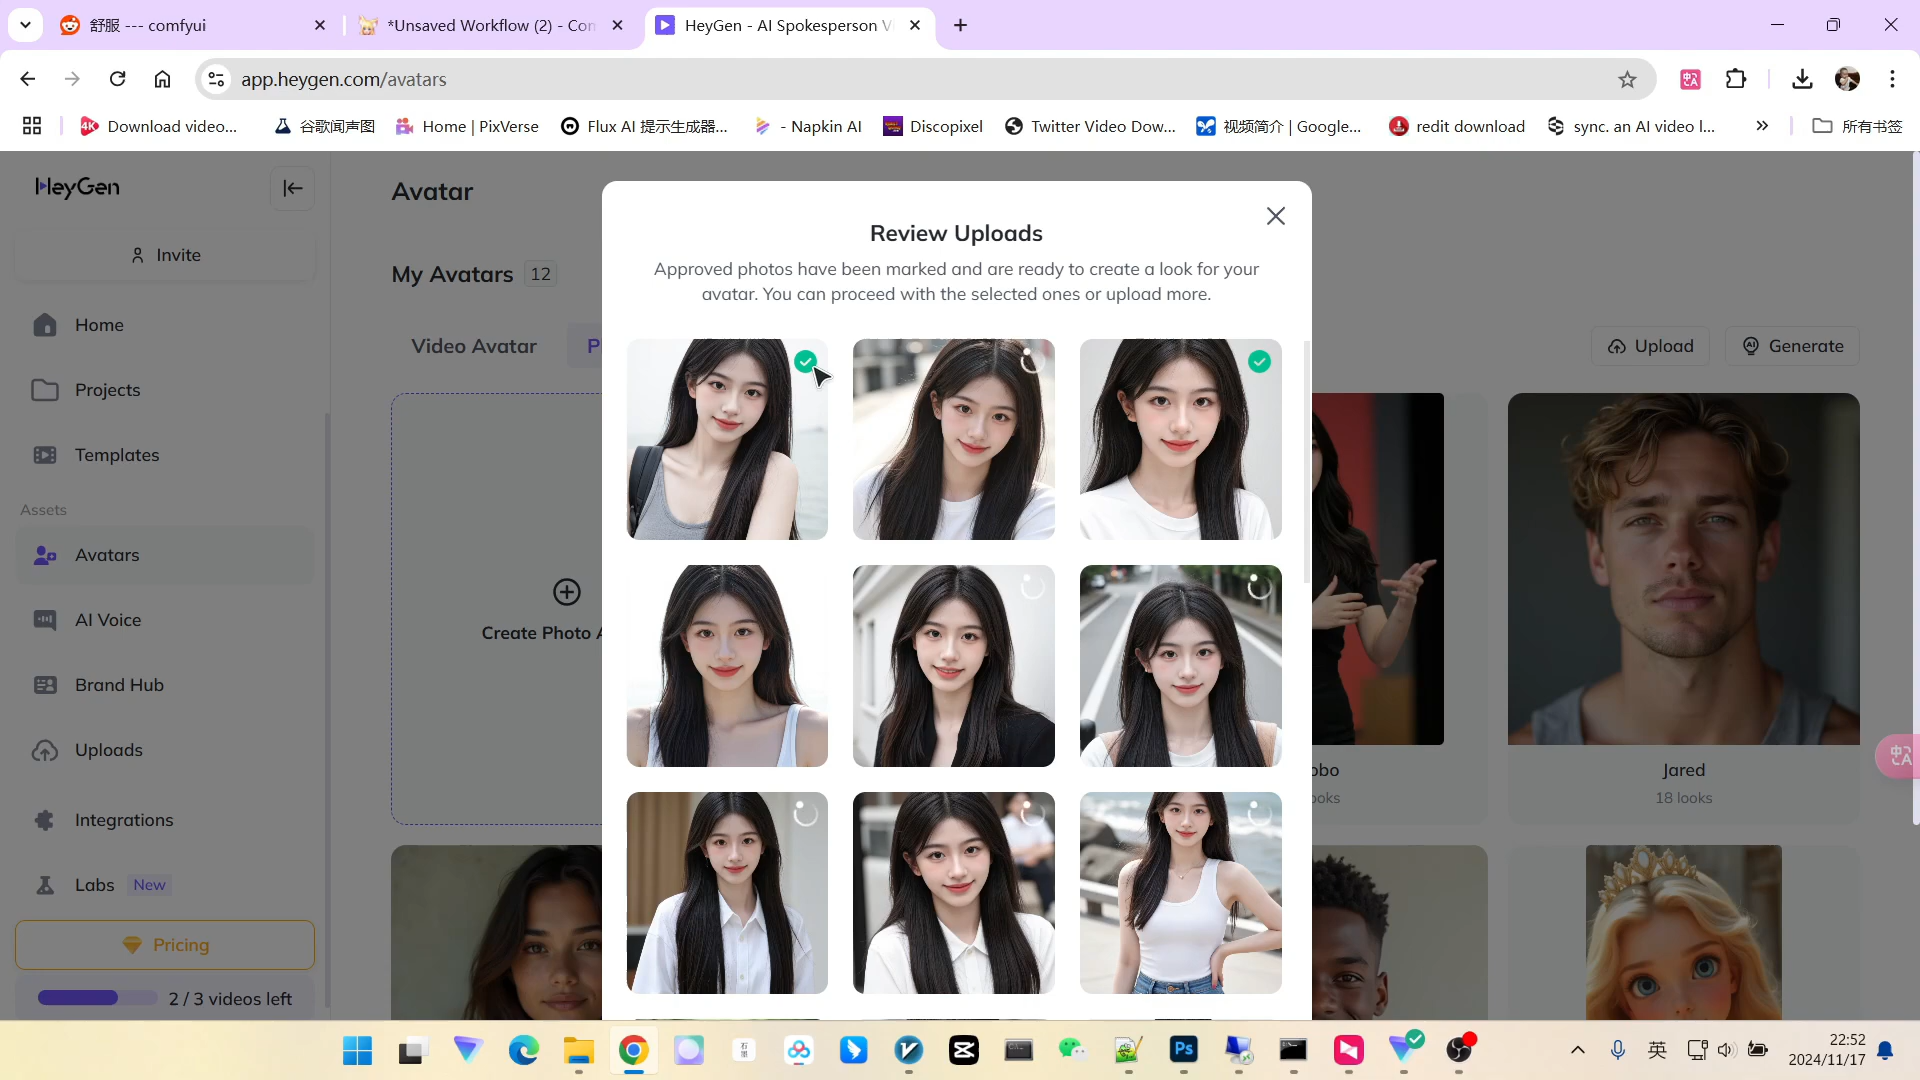 舒服 --- comfyui
*Unsaved Workflow (2) - Con
HeyGen - AI Spokesperson Vi
app.heygen.com/avatars
Download video...
谷歌闻声图
Home | PixVerse
Flux AI 提示生成器...
- Napkin AI
Discopixel
Twitter Video Dow...
视频简介 | Google...
redit download
sync. an AI video l...
所有书签
HeyGen
Invite
Home
Projects
Templates
Assets
Avatars
AI Voice
Brand Hub
Uploads
Integrations
Labs New
Pricing
2 / 3 videos left
Avatar
My Avatars 12
Video Avatar
P
Upload
Generate
Create Photo A
Review Uploads
Approved photos have been marked and are ready to create a look for your
avatar. You can proceed with the selected ones or upload more.
obo
ooks
Jared
18 looks
英
22:52
2024/11/17